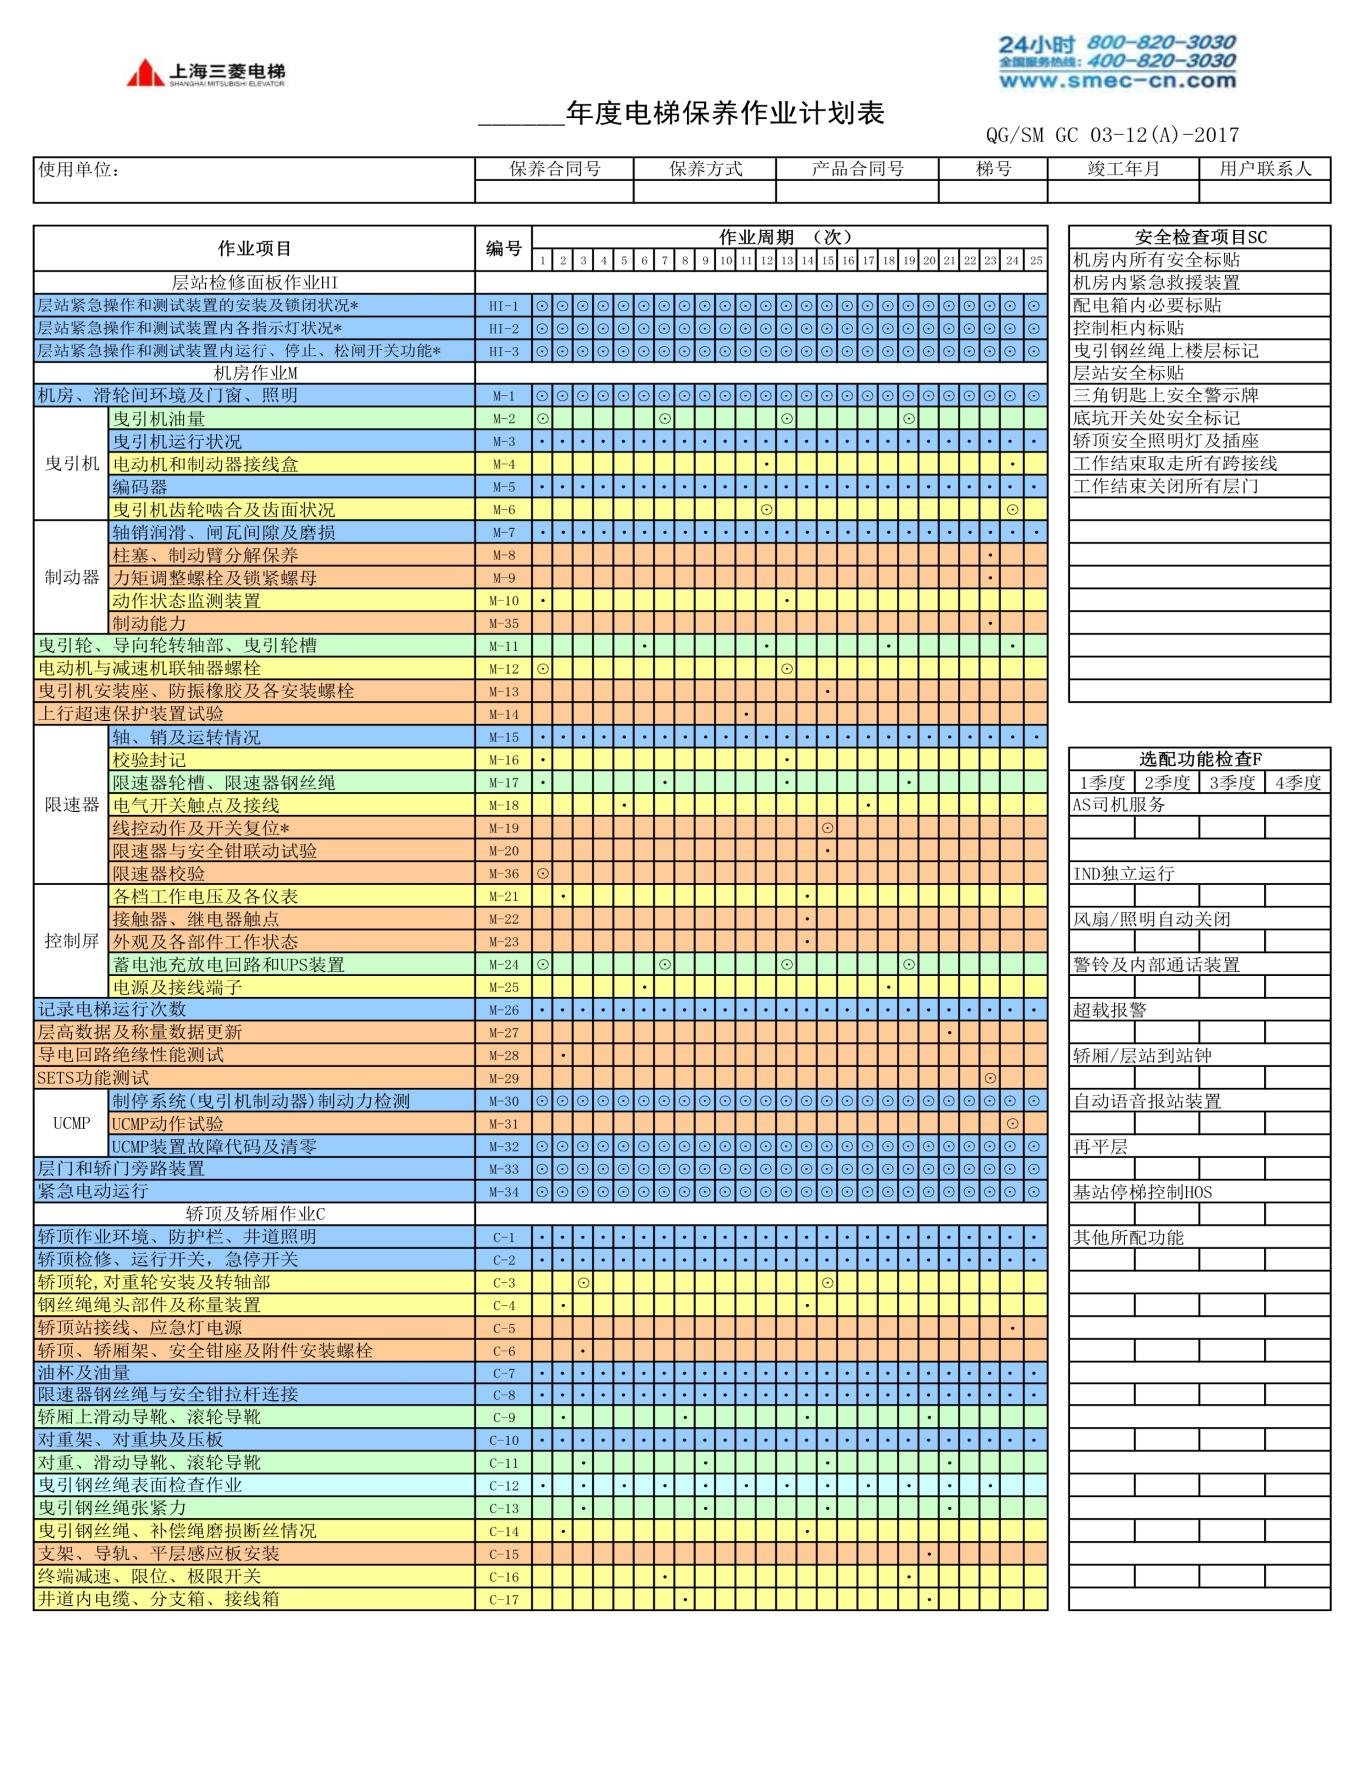 上海三菱电梯
SHANGHAI MITSUBISHI ELEVATOR
24小时 800-820-3030
全国服务热线: 400-820-3030
www.smec-cn.com
______年度电梯保养作业计划表
QG/SM GC 03-12(A)-2017
使用单位: 保养合同号 保养方式 产品合同号 梯号 竣工年月 用户联系人
作业项目 编号 作业周期 (次)
1 2 3 4 5 6 7 8 9 10 11 12 13 14 15 16 17 18 19 20 21 22 23 24 25
层站检修面板作业HI
层站紧急操作和测试装置的安装及锁闭状况* HI-1 ⊙ ⊙ ⊙ ⊙ ⊙ ⊙ ⊙ ⊙ ⊙ ⊙ ⊙ ⊙ ⊙ ⊙ ⊙ ⊙ ⊙ ⊙ ⊙ ⊙ ⊙ ⊙ ⊙ ⊙ ⊙
层站紧急操作和测试装置内各指示灯状况* HI-2 ⊙ ⊙ ⊙ ⊙ ⊙ ⊙ ⊙ ⊙ ⊙ ⊙ ⊙ ⊙ ⊙ ⊙ ⊙ ⊙ ⊙ ⊙ ⊙ ⊙ ⊙ ⊙ ⊙ ⊙ ⊙
层站紧急操作和测试装置内运行、停止、松闸开关功能* HI-3 ⊙ ⊙ ⊙ ⊙ ⊙ ⊙ ⊙ ⊙ ⊙ ⊙ ⊙ ⊙ ⊙ ⊙ ⊙ ⊙ ⊙ ⊙ ⊙ ⊙ ⊙ ⊙ ⊙ ⊙ ⊙
机房作业M
机房、滑轮间环境及门窗、照明 M-1 ⊙ ⊙ ⊙ ⊙ ⊙ ⊙ ⊙ ⊙ ⊙ ⊙ ⊙ ⊙ ⊙ ⊙ ⊙ ⊙ ⊙ ⊙ ⊙ ⊙ ⊙ ⊙ ⊙ ⊙ ⊙
曳引机
曳引机油量 M-2 ⊙ ⊙ ⊙ ⊙
曳引机运行状况 M-3 · · · · · · · · · · · · · · · · · · · · · · · · ·
电动机和制动器接线盒 M-4 · ·
编码器 M-5 · · · · · · · · · · · · · · · · · · · · · · · · ·
曳引机齿轮啮合及齿面状况 M-6 ⊙ ⊙
制动器
轴销润滑、闸瓦间隙及磨损 M-7 · · · · · · · · · · · · · · · · · · · · · · · · ·
柱塞、制动臂分解保养 M-8 ·
力矩调整螺栓及锁紧螺母 M-9 ·
动作状态监测装置 M-10 · ·
制动能力 M-35 ·
曳引轮、导向轮转轴部、曳引轮槽 M-11 · · · ·
电动机与减速机联轴器螺栓 M-12 ⊙ ⊙
曳引机安装座、防振橡胶及各安装螺栓 M-13 ·
上行超速保护装置试验 M-14 ·
限速器
轴、销及运转情况 M-15 · · · · · · · · · · · · · · · · · · · · · · · · ·
校验封记 M-16 · ·
限速器轮槽、限速器钢丝绳 M-17 · · · ·
电气开关触点及接线 M-18 · ·
线控动作及开关复位* M-19 ⊙
限速器与安全钳联动试验 M-20 ·
限速器校验 M-36 ⊙
控制屏
各档工作电压及各仪表 M-21 · ·
接触器、继电器触点 M-22 ·
外观及各部件工作状态 M-23 ·
蓄电池充放电回路和UPS装置 M-24 ⊙ ⊙ ⊙ ⊙
电源及接线端子 M-25 · ·
记录电梯运行次数 M-26 · · · · · · · · · · · · · · · · · · · · · · · · ·
层高数据及称量数据更新 M-27 ·
导电回路绝缘性能测试 M-28 ·
SETS功能测试 M-29 ⊙
UCMP
制停系统(曳引机制动器)制动力检测 M-30 ⊙ ⊙ ⊙ ⊙ ⊙ ⊙ ⊙ ⊙ ⊙ ⊙ ⊙ ⊙ ⊙ ⊙ ⊙ ⊙ ⊙ ⊙ ⊙ ⊙ ⊙ ⊙ ⊙ ⊙ ⊙
UCMP动作试验 M-31 ⊙
UCMP装置故障代码及清零 M-32 ⊙ ⊙ ⊙ ⊙ ⊙ ⊙ ⊙ ⊙ ⊙ ⊙ ⊙ ⊙ ⊙ ⊙ ⊙ ⊙ ⊙ ⊙ ⊙ ⊙ ⊙ ⊙ ⊙ ⊙ ⊙
层门和轿门旁路装置 M-33 ⊙ ⊙ ⊙ ⊙ ⊙ ⊙ ⊙ ⊙ ⊙ ⊙ ⊙ ⊙ ⊙ ⊙ ⊙ ⊙ ⊙ ⊙ ⊙ ⊙ ⊙ ⊙ ⊙ ⊙ ⊙
紧急电动运行 M-34 ⊙ ⊙ ⊙ ⊙ ⊙ ⊙ ⊙ ⊙ ⊙ ⊙ ⊙ ⊙ ⊙ ⊙ ⊙ ⊙ ⊙ ⊙ ⊙ ⊙ ⊙ ⊙ ⊙ ⊙ ⊙
轿顶及轿厢作业C
轿顶作业环境、防护栏、井道照明 C-1 · · · · · · · · · · · · · · · · · · · · · · · · ·
轿顶检修、运行开关，急停开关 C-2 · · · · · · · · · · · · · · · · · · · · · · · · ·
轿顶轮,对重轮安装及转轴部 C-3 ⊙ ⊙
钢丝绳绳头部件及称量装置 C-4 · ·
轿顶站接线、应急灯电源 C-5 ·
轿顶、轿厢架、安全钳座及附件安装螺栓 C-6 ·
油杯及油量 C-7 · · · · · · · · · · · · · · · · · · · · · · · · ·
限速器钢丝绳与安全钳拉杆连接 C-8 · · · · · · · · · · · · · · · · · · · · · · · · ·
轿厢上滑动导靴、滚轮导靴 C-9 · · · ·
对重架、对重块及压板 C-10 · · · · · · · · · · · · · · · · · · · · · · · · ·
对重、滑动导靴、滚轮导靴 C-11 · · · ·
曳引钢丝绳表面检查作业 C-12 · · · · · · · · · · · ·
曳引钢丝绳张紧力 C-13 · · · ·
曳引钢丝绳、补偿绳磨损断丝情况 C-14 · ·
支架、导轨、平层感应板安装 C-15 ·
终端减速、限位、极限开关 C-16 · ·
井道内电缆、分支箱、接线箱 C-17 · ·
安全检查项目SC
机房内所有安全标贴
机房内紧急救援装置
配电箱内必要标贴
控制柜内标贴
曳引钢丝绳上楼层标记
层站安全标贴
三角钥匙上安全警示牌
底坑开关处安全标记
轿顶安全照明灯及插座
工作结束取走所有跨接线
工作结束关闭所有层门
选配功能检查F
1季度 2季度 3季度 4季度
AS司机服务
IND独立运行
风扇/照明自动关闭
警铃及内部通话装置
超载报警
轿厢/层站到站钟
自动语音报站装置
再平层
基站停梯控制HOS
其他所配功能